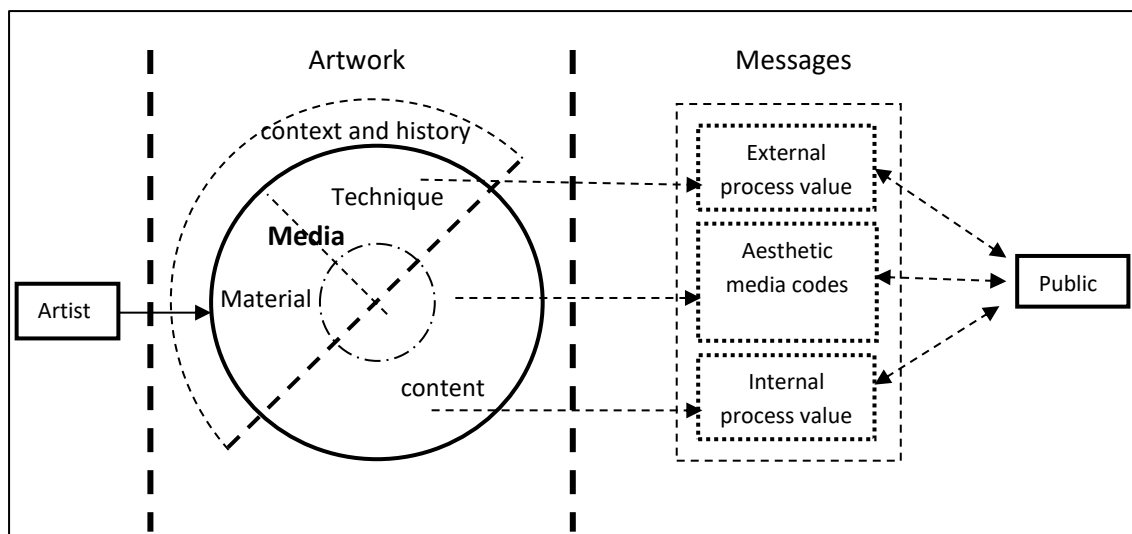 Artwork
Messages
context and history
Technique
Media
Material
content
Artist
External
process value
Aesthetic
media codes
Internal
process value
Public